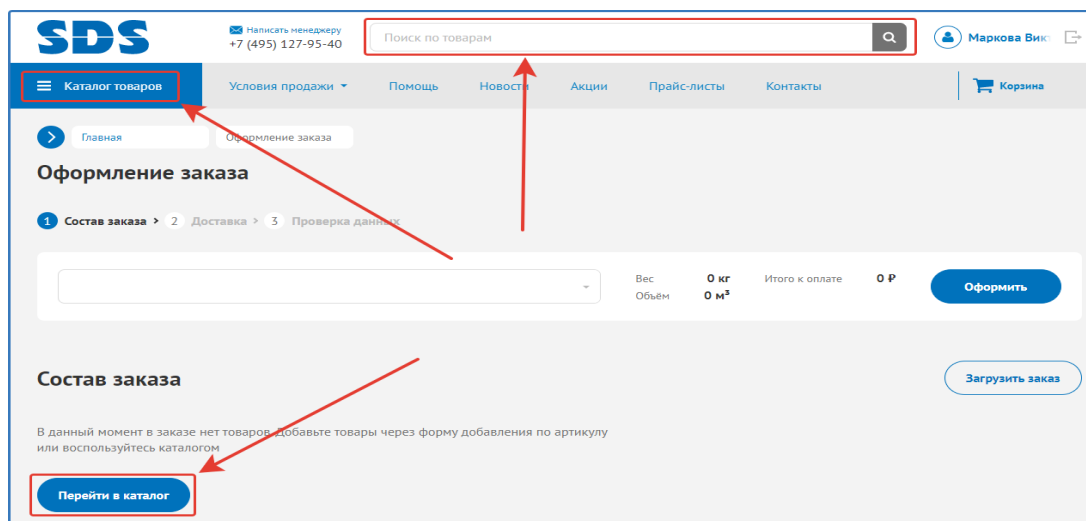 SDS
Написать менеджеру
+7 (495) 127-95-40
Поиск по товарам
Маркова Вик
Каталог товаров
Условия продажи
Помощь
Новости
Акции
Прайс-листы
Контакты
Корзина
Главная
Оформление заказа
Оформление заказа
1 Состав заказа > 2 Доставка > 3 Проверка данных
Вес 0 кг
Объём 0 м³
Итого к оплате 0 ₽
Оформить
Состав заказа
Загрузить заказ
В данный момент в заказе нет товаров. Добавьте товары через форму добавления по артикулу
или воспользуйтесь каталогом
Перейти в каталог